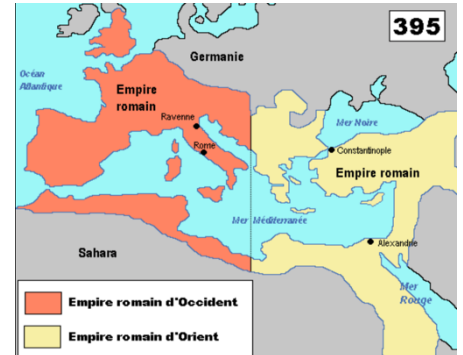 395
Germanie
Océan
Atlantique
Empire
romain
Ravenne
Rome
Mer Noire
Constantinople
Empire romain
Mer Méditerranée
Alexandrie
Sahara
Mer
Rouge
Empire romain d'Occident
Empire romain d'Orient